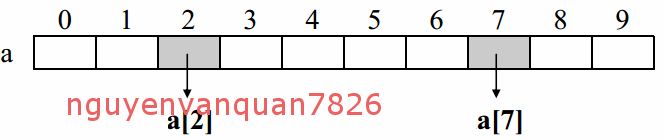 0 1 2 3 4 5 6 7 8 9
a
nguyenvanquan7826
a[2] a[7]